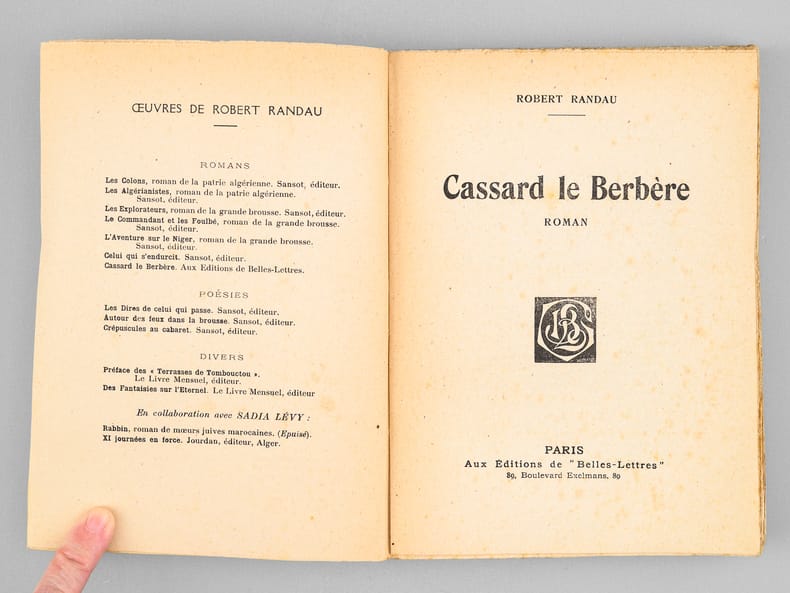 ŒUVRES DE ROBERT RANDAU
ROMANS
Les Colons, roman de la patrie algérienne. Sansot, éditeur.
Les Algérianistes, roman de la patrie algérienne.
Sansot, éditeur.
Les Explorateurs, roman de la grande brousse. Sansot, éditeur.
Le Commandant et les Foulbé, roman de la grande brousse.
Sansot, éditeur.
L'Aventure sur le Niger, roman de la grande brousse.
Sansot, éditeur.
Celui qui s'endurcit. Sansot, éditeur.
Cassard le Berbère. Aux Editions de Belles-Lettres.
POÉSIES
Les Dires de celui qui passe. Sansot, éditeur.
Autour des feux dans la brousse. Sansot, éditeur.
Crépuscules au cabaret. Sansot, éditeur.
DIVERS
Préface des « Terrasses de Tombouctou ».
Le Livre Mensuel, éditeur.
Des Fantaisies sur l'Eternel. Le Livre Mensuel, éditeur
En collaboration avec SADIA LÉVY :
Rabbin, roman de mœurs juives marocaines. (Epuisé).
XI journées en force. Jourdan, éditeur, Alger.
ROBERT RANDAU
Cassard le Berbère
ROMAN
PARIS
Aux Éditions de "Belles-Lettres"
89, Boulevard Exelmans, 89